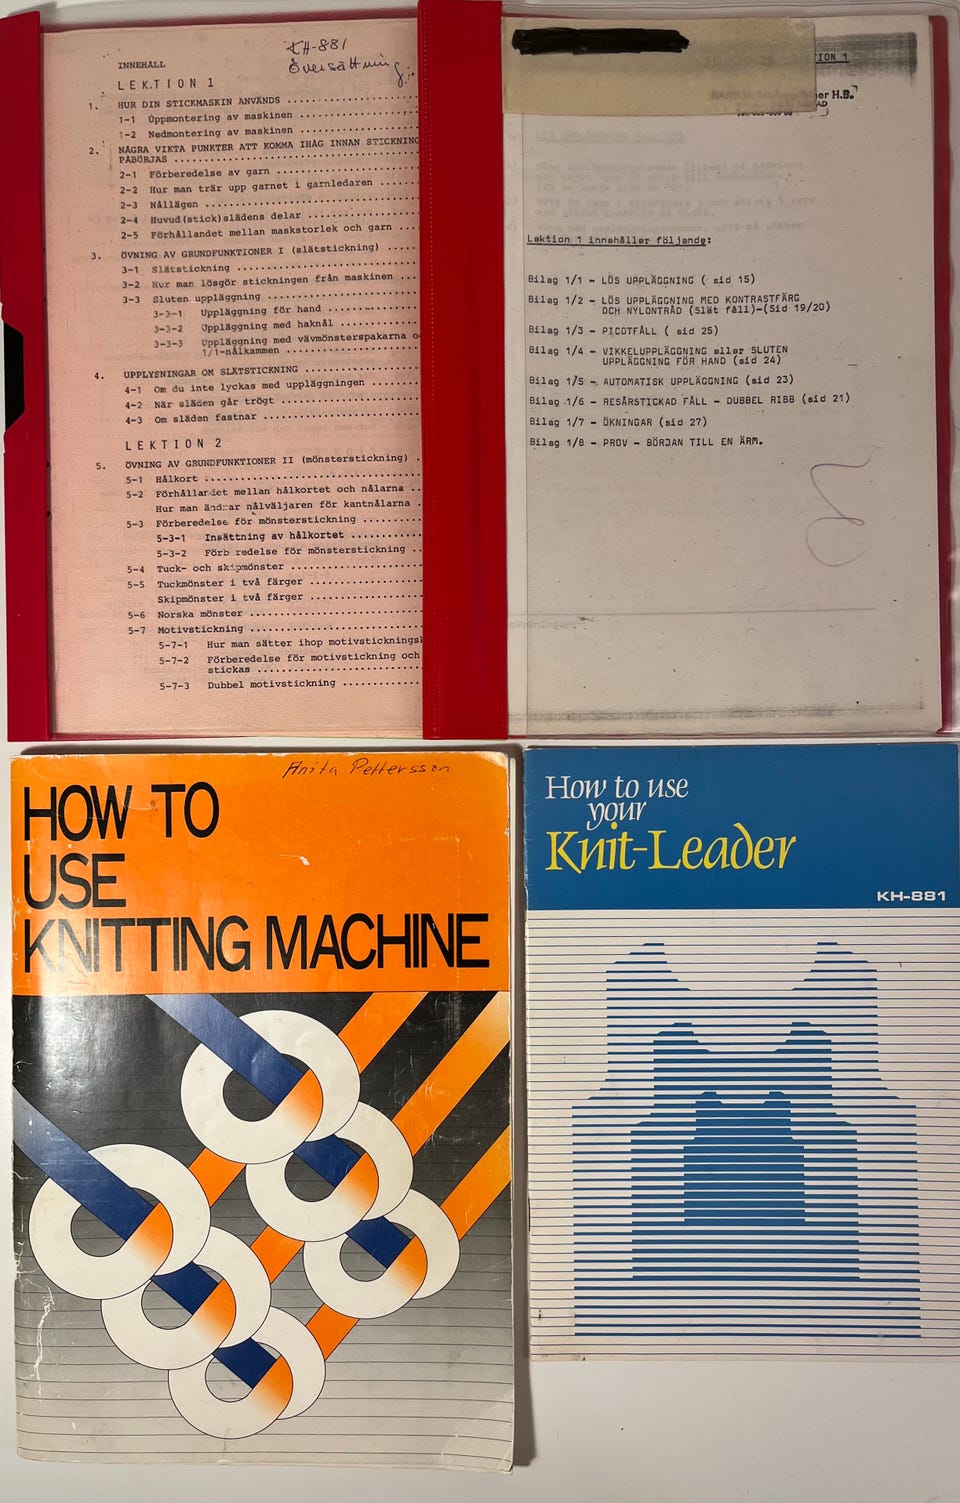 KH-881
Översättning.
INNEHÅLL
LEKTION 1
1. HUR DIN STICKMASKIN ANVÄNDS ....................
1-1 Uppmontering av maskinen ...................
1-2 Nedmontering av maskinen ...................
2. NÅGRA VIKTA PUNKTER ATT KOMMA IHÅG INNAN STICKNING
PÅBÖRJAS ....................................
2-1 Förberedelse av garn ......................
2-2 Hur man trär upp garnet i garnledaren ......
2-3 Nållägen ..................................
2-4 Huvud(stick)slädens delar .................
2-5 Förhållandet mellan maskstorlek och garn ....
3. ÖVNING AV GRUNDFUNKTIONER I (slätstickning) ....
3-1 Slätstickning .............................
3-2 Hur man lösgör stickningen från maskinen ...
3-3 Sluten uppläggning ........................
3-3-1 Uppläggning för hand ................
3-3-2 Uppläggning med haknål ..............
3-3-3 Uppläggning med vävmönsterspakarna o
1/1-nålkammen ......................
4. UPPLYSNINGAR OM SLÄTSTICKNING ..................
4-1 Om du inte lyckas med uppläggningen ........
4-2 När släden går trögt ......................
4-3 Om släden fastnar .........................
LEKTION 2
5. ÖVNING AV GRUNDFUNKTIONER II (mönsterstickning) .
5-1 Hålkort ...................................
5-2 Förhållandet mellan hålkortet och nålarna ..
Hur man ändrar nålväljaren för kantnålarna .
5-3 Förberedelse för mönsterstickning .........
5-3-1 Insättning av hålkortet .............
5-3-2 Förb redelse för mönsterstickning ..
5-4 Tuck- och skipmönster .....................
5-5 Tuckmönster i två färger ..................
Skipmönster i två färger ..................
5-6 Norska mönster ............................
5-7 Motivstickning ............................
5-7-1 Hur man sätter ihop motivsticknings
5-7-2 Förberedelse för motivstickning och
stickas ............................
5-7-3 Dubbel motivstickning ...............
ION 1
er H.B.
Lektion 1 innehåller följande:
Bilag 1/1 - LÖS UPPLÄGGNING ( sid 15)
Bilag 1/2 - LÖS UPPLÄGGNING MED KONTRASTFÄRG
OCH NYLONTRÅD (Slät fåll)-(Sid 19/20)
Bilag 1/3 - PICOTFÅLL ( sid 25)
Bilag 1/4 - VIKKELUPPLÄGGNING eller SLUTEN
UPPLÄGGNING FÖR HAND (sid 24)
Bilag 1/5 - AUTOMATISK UPPLÄGGNING (sid 23)
Bilag 1/6 - RESÅRSTICKAD FÅLL - DUBBEL RIBB (sid 21)
Bilag 1/7 - ÖKNINGAR (sid 27)
Bilag 1/8 - PROV - BÖRJAN TILL EN ÄRM.
Anita Pettersson
HOW TO
USE
KNITTING MACHINE
How to use
your
Knit-Leader
KH-881